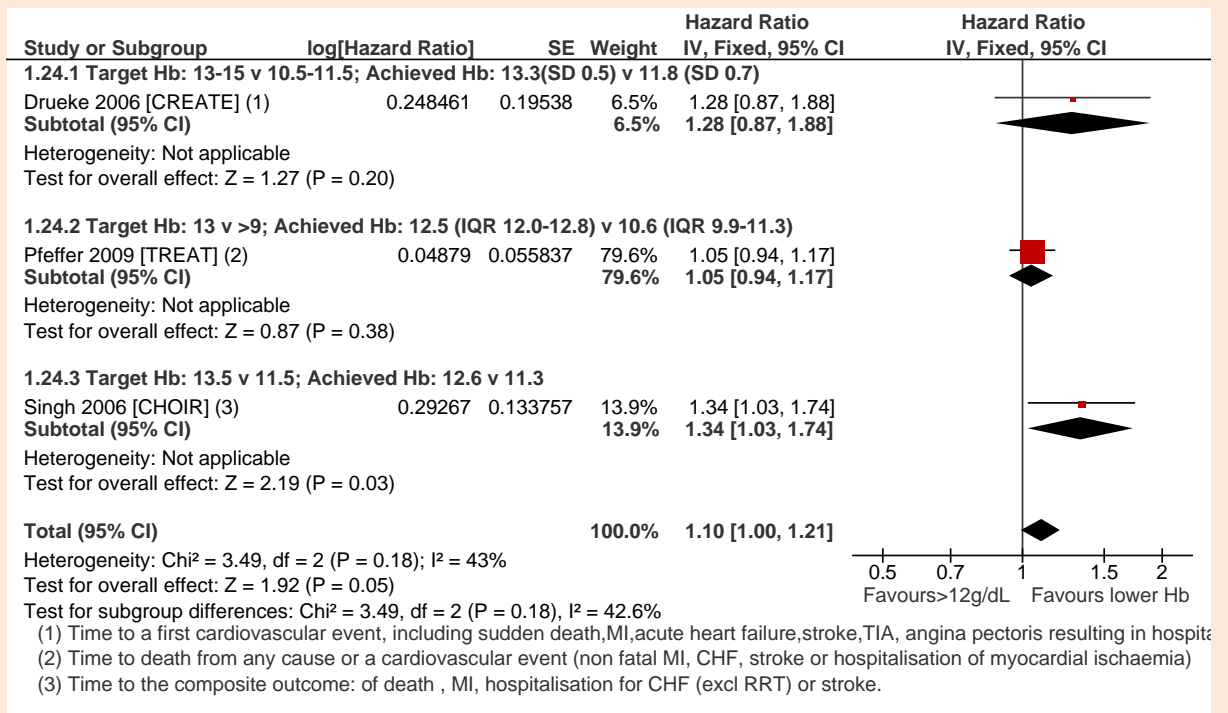 Hazard Ratio Hazard Ratio
Study or Subgroup log[Hazard Ratio] SE Weight IV, Fixed, 95% CI IV, Fixed, 95% CI
1.24.1 Target Hb: 13-15 v 10.5-11.5; Achieved Hb: 13.3(SD 0.5) v 11.8 (SD 0.7)
Drueke 2006 [CREATE] (1) 0.248461 0.19538 6.5% 1.28 [0.87, 1.88]
Subtotal (95% CI) 6.5% 1.28 [0.87, 1.88]
Heterogeneity: Not applicable
Test for overall effect: Z = 1.27 (P = 0.20)
1.24.2 Target Hb: 13 v >9; Achieved Hb: 12.5 (IQR 12.0-12.8) v 10.6 (IQR 9.9-11.3)
Pfeffer 2009 [TREAT] (2) 0.04879 0.055837 79.6% 1.05 [0.94, 1.17]
Subtotal (95% CI) 79.6% 1.05 [0.94, 1.17]
Heterogeneity: Not applicable
Test for overall effect: Z = 0.87 (P = 0.38)
1.24.3 Target Hb: 13.5 v 11.5; Achieved Hb: 12.6 v 11.3
Singh 2006 [CHOIR] (3) 0.29267 0.133757 13.9% 1.34 [1.03, 1.74]
Subtotal (95% CI) 13.9% 1.34 [1.03, 1.74]
Heterogeneity: Not applicable
Test for overall effect: Z = 2.19 (P = 0.03)
Total (95% CI) 100.0% 1.10 [1.00, 1.21]
Heterogeneity: Chi² = 3.49, df = 2 (P = 0.18); I² = 43%
Test for overall effect: Z = 1.92 (P = 0.05)
Test for subgroup differences: Chi² = 3.49, df = 2 (P = 0.18), I² = 42.6%
0.5 0.7 1 1.5 2
Favours>12g/dL Favours lower Hb
(1) Time to a first cardiovascular event, including sudden death,MI,acute heart failure,stroke,TIA, angina pectoris resulting in hospita
(2) Time to death from any cause or a cardiovascular event (non fatal MI, CHF, stroke or hospitalisation of myocardial ischaemia)
(3) Time to the composite outcome: of death , MI, hospitalisation for CHF (excl RRT) or stroke.